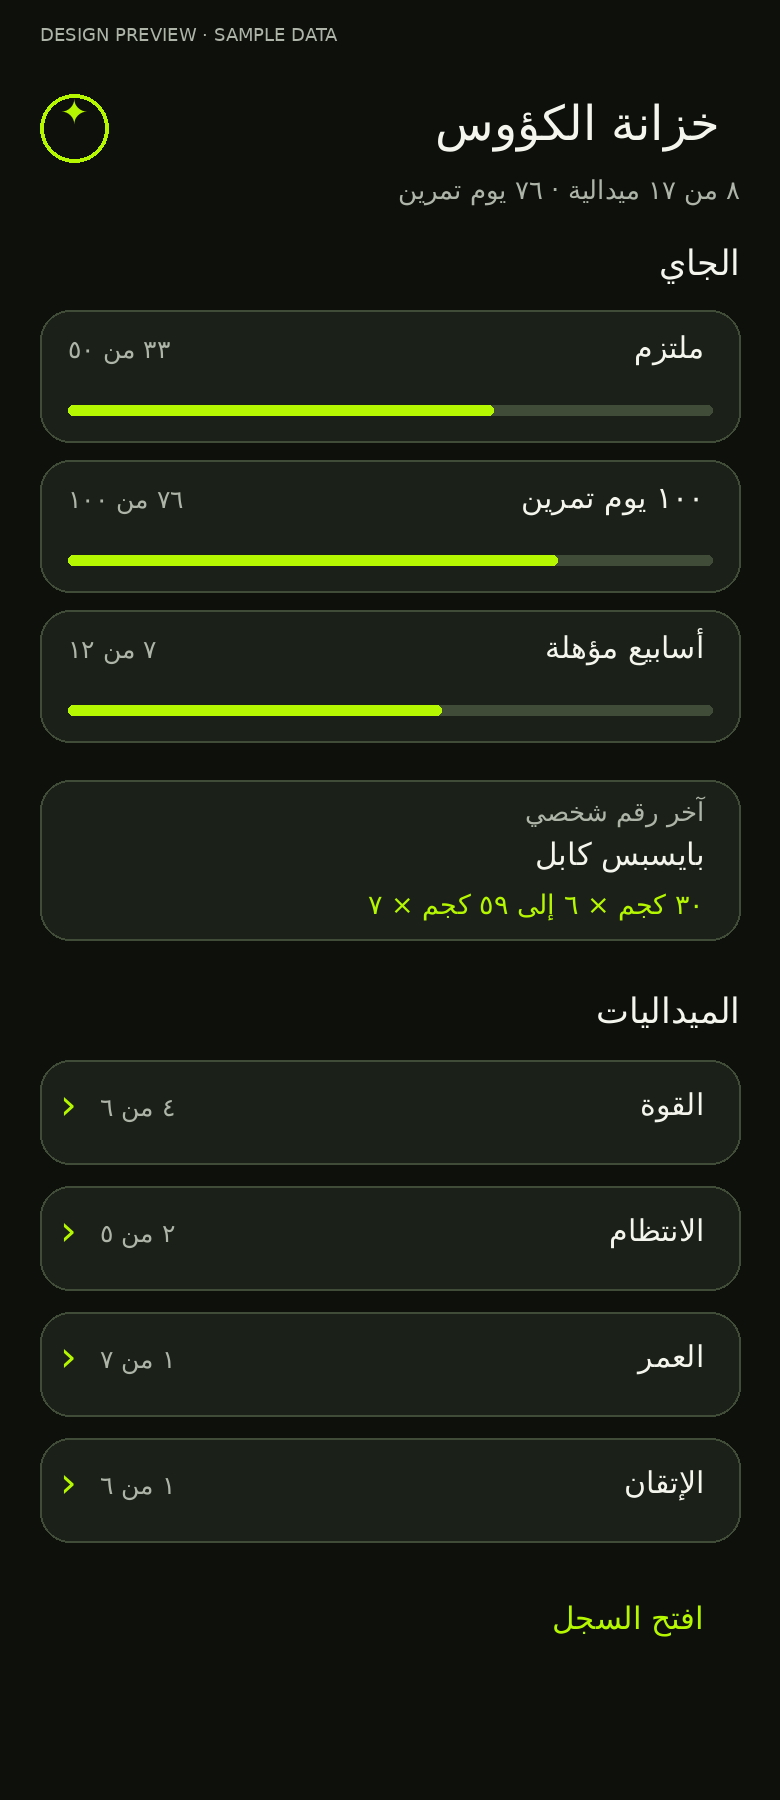 DESIGN PREVIEW · SAMPLE DATA
خزانة الكؤوس
٨ من ١٧ ميدالية · ٧٦ يوم تمرين
الجاي
ملتزم
٣٣ من ٥٠
١٠٠ يوم تمرين
٧٦ من ١٠٠
أسابيع مؤهلة
٧ من ١٢
آخر رقم شخصي
بايسبس كابل
٣٠ كجم × ٦ إلى ٥٩ كجم × ٧
الميداليات
القوة
٤ من ٦
الانتظام
٢ من ٥
العمر
١ من ٧
الإتقان
١ من ٦
افتح السجل